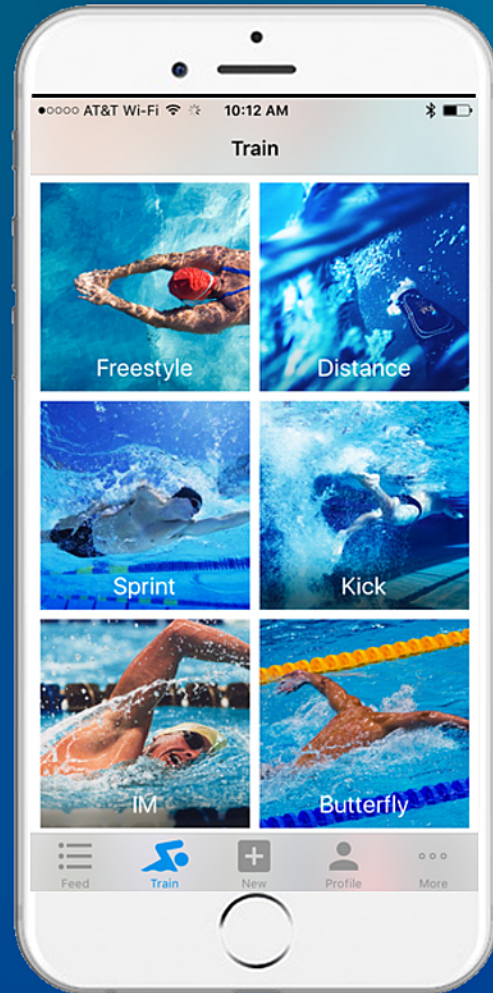 AT&T Wi-Fi 10:12 AM
Train
Freestyle Distance
Sprint Kick
IM Butterfly
Feed Train New Profile More